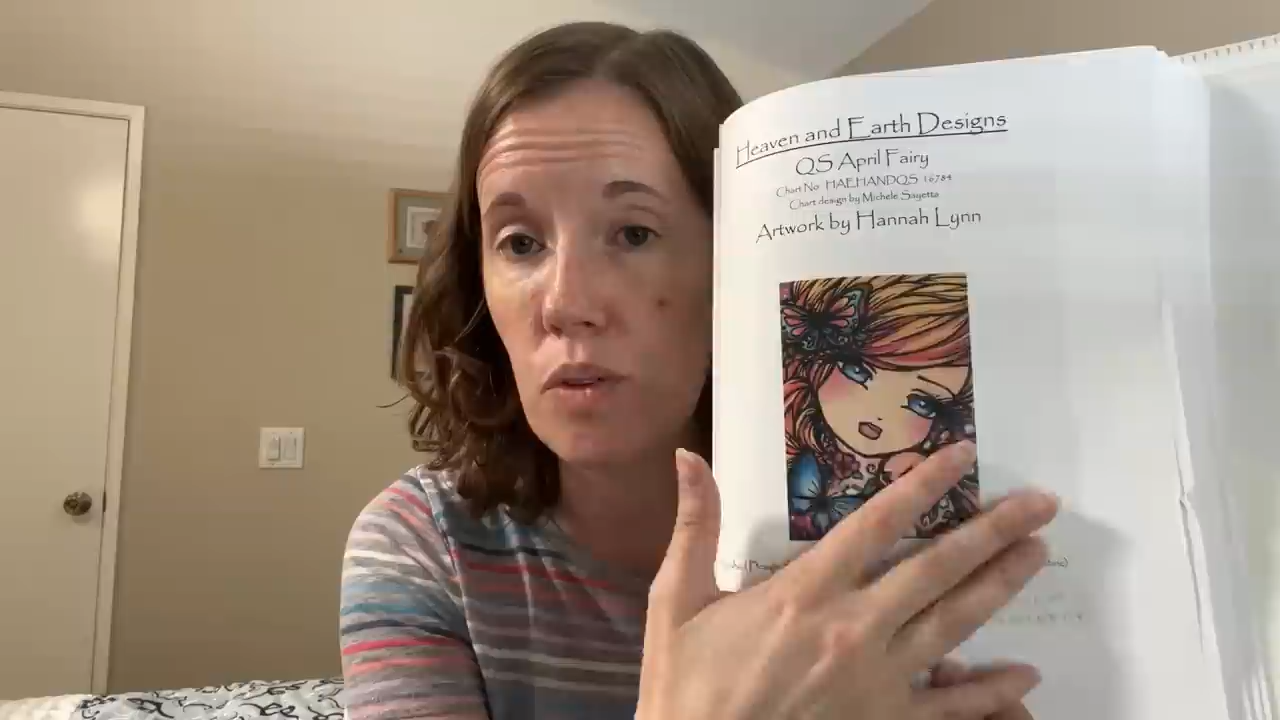 Heaven and Earth Designs
QS April Fairy
Chart No HAEHANDQS 16784
Chart design by Michele Sayetta
Artwork by Hannah Lynn